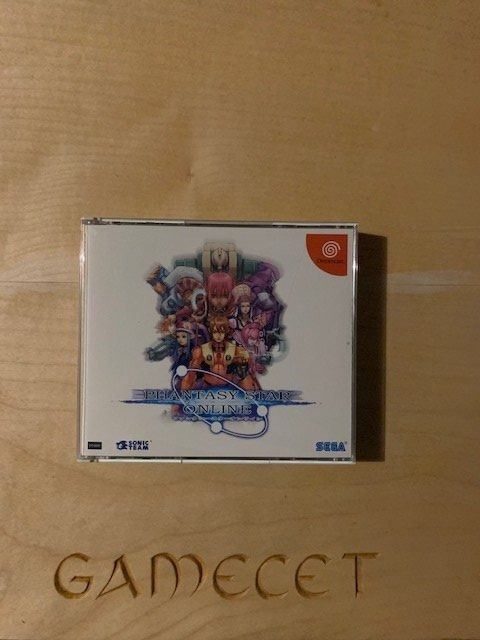 Dreamcast
PHANTASY STAR
ONLINE
SONIC
TEAM
SEGA
GAMECET